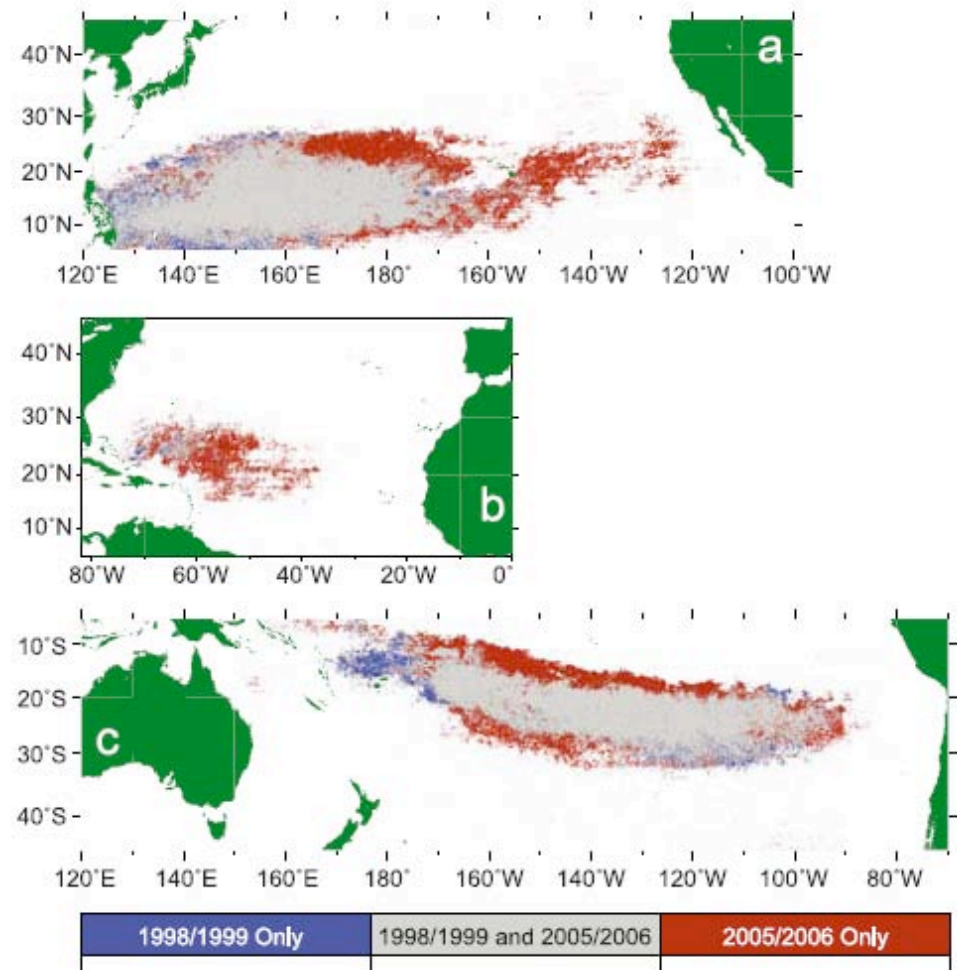 a
40˚N
30˚N
20˚N
10˚N
120˚E 140˚E 160˚E 180˚ 160˚W 140˚W 120˚W 100˚W
40˚N
30˚N
20˚N
10˚N
b
80˚W 60˚W 40˚W 20˚W 0˚
10˚S
20˚S
30˚S
40˚S
c
120˚E 140˚E 160˚E 180˚ 160˚W 140˚W 120˚W 100˚W 80˚W
1998/1999 Only 1998/1999 and 2005/2006 2005/2006 Only